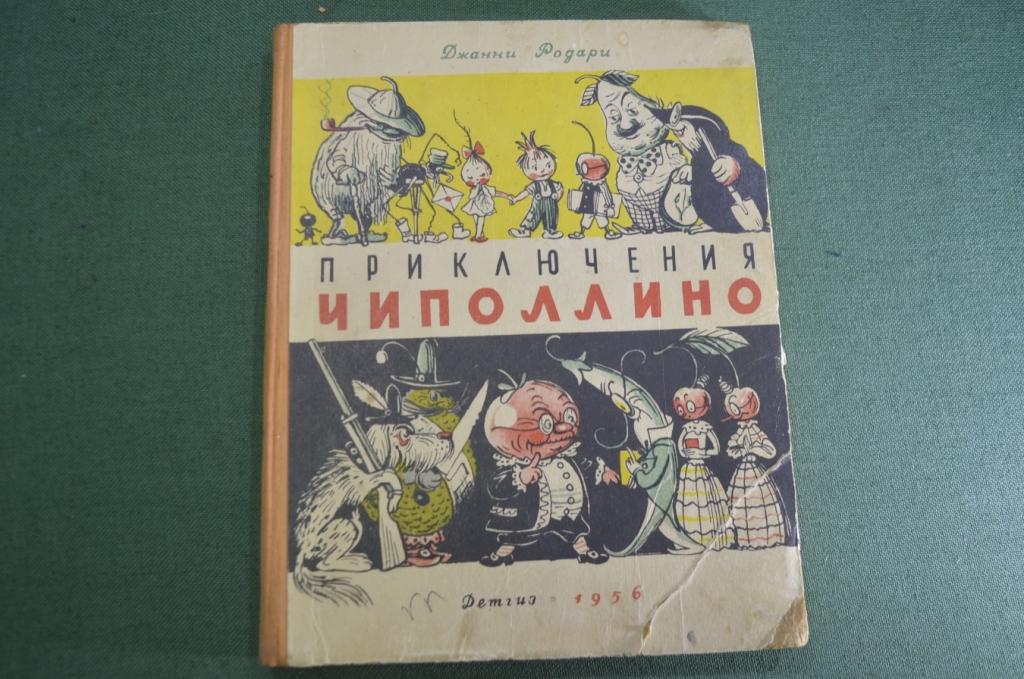 Джанни Родари
ПРИКЛЮЧЕНИЯ
ЧИПОЛЛИНО
Детгиз 1956